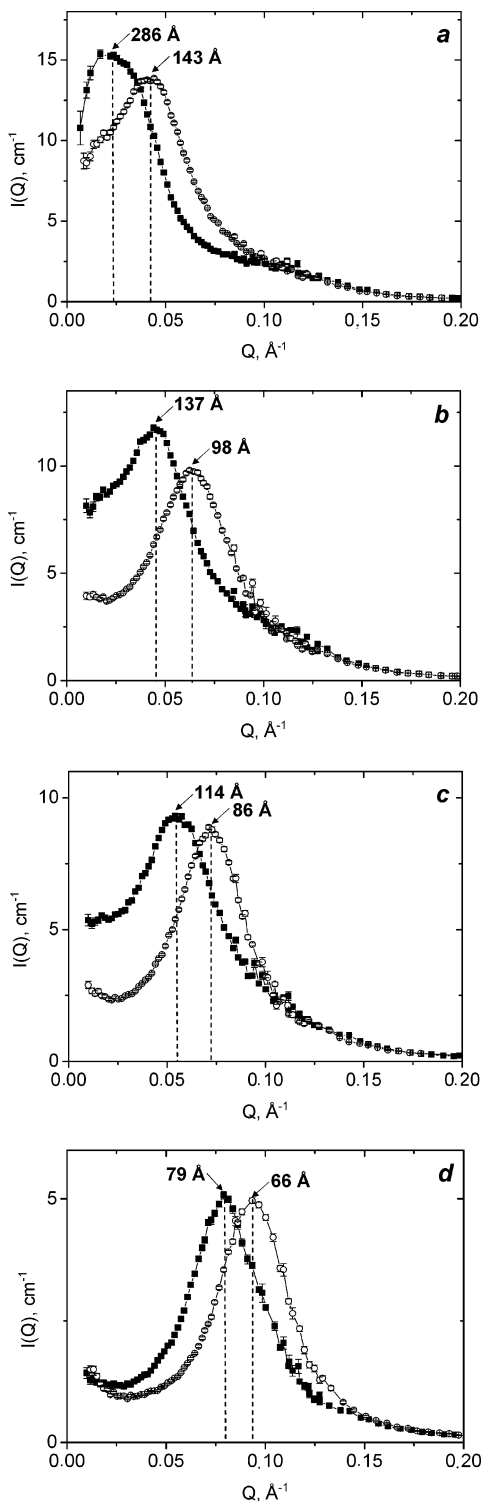 286 Å
a
143 Å
15
10
5
0
I(Q), cm-1
0.00 0.05 0.10 0.15 0.20
Q, Å-1
137 Å
b
98 Å
10
5
0
I(Q), cm-1
0.00 0.05 0.10 0.15 0.20
Q, Å-1
114 Å
c
86 Å
10
5
0
I(Q), cm-1
0.00 0.05 0.10 0.15 0.20
Q, Å-1
79 Å 66 Å
d
5
0
I(Q), cm-1
0.00 0.05 0.10 0.15 0.20
Q, Å-1